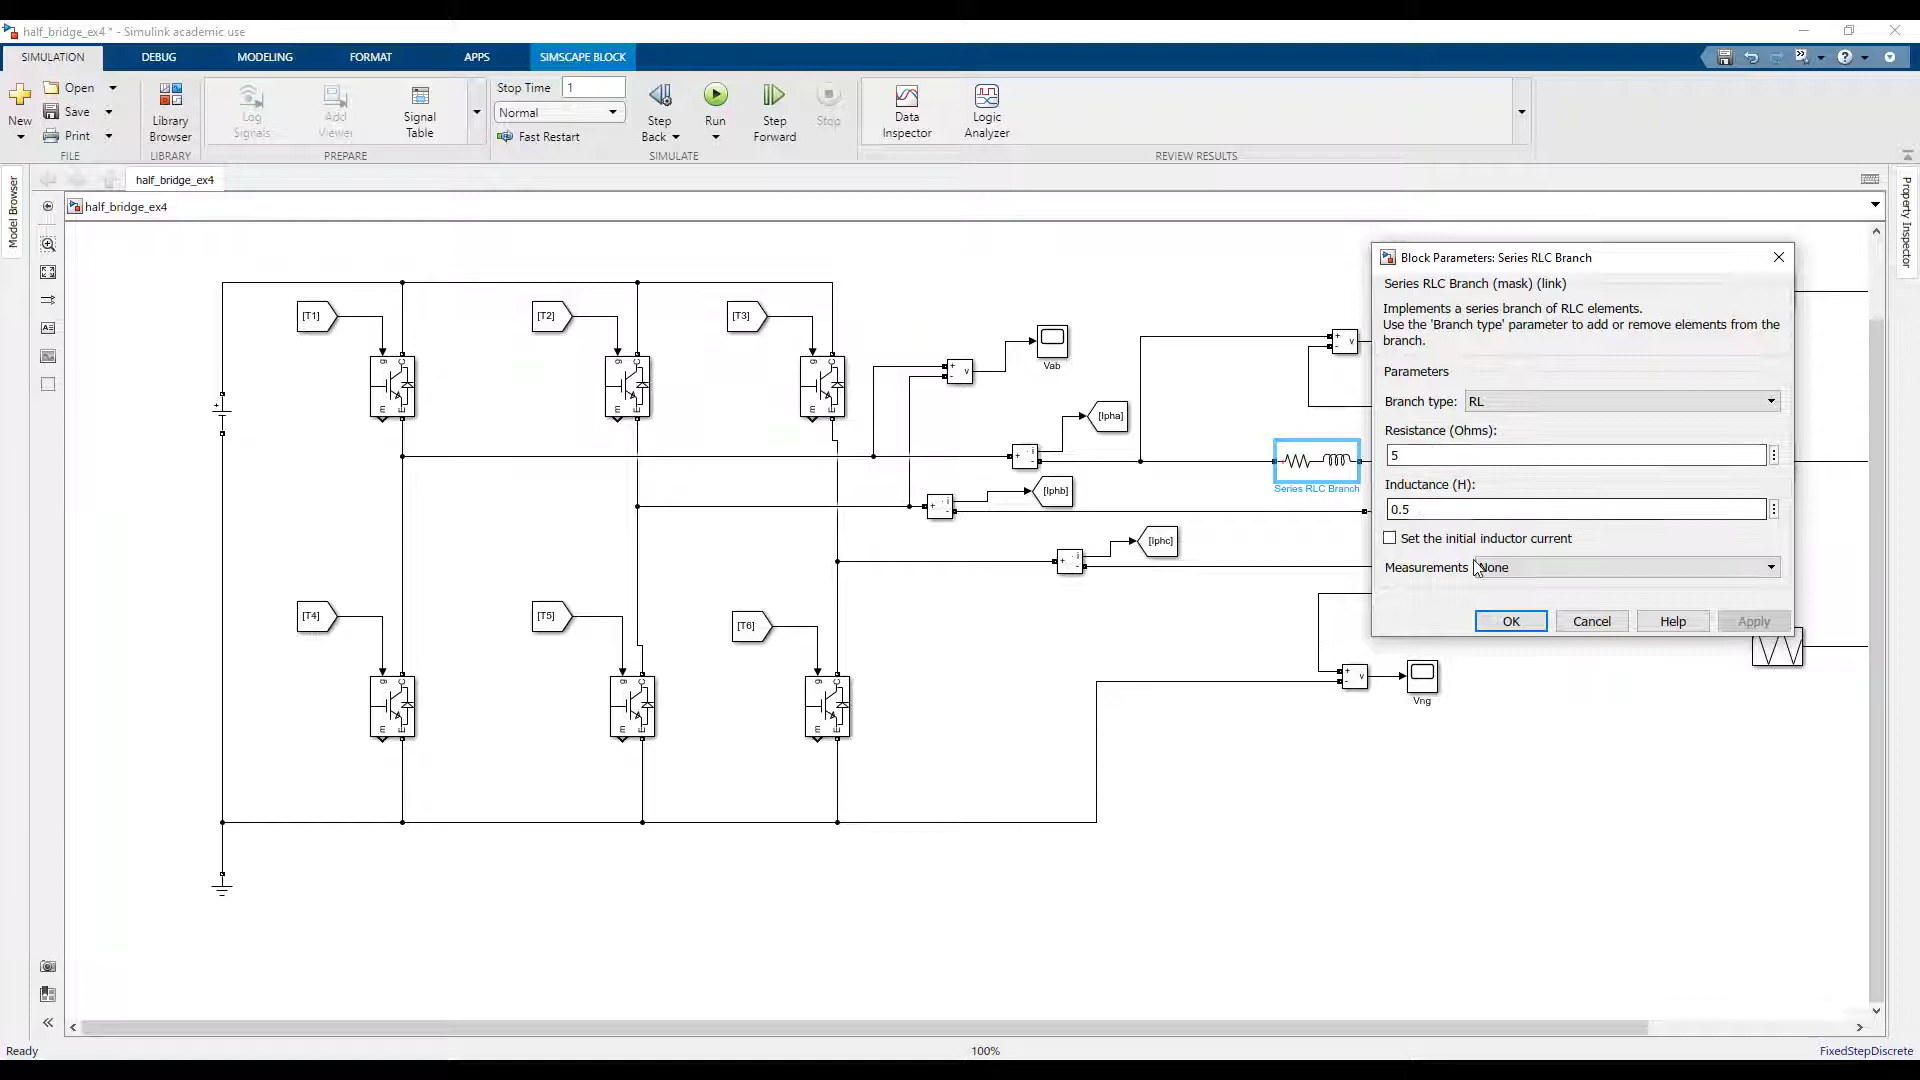 half_bridge_ex4 * - Simulink academic use
SIMULATION
DEBUG
MODELING
FORMAT
APPS
SIMSCAPE BLOCK
New
Open
Save
Print
FILE
Library Browser
LIBRARY
Log Signals
Add Viewer
Signal Table
PREPARE
Stop Time 1
Normal
Fast Restart
Step Back
Run
Step Forward
Stop
SIMULATE
Data Inspector
Logic Analyzer
REVIEW RESULTS
Model Browser
Property Inspector
half_bridge_ex4
half_bridge_ex4
[T1]
[T2]
[T3]
g C
m E
g C
m E
g C
m E
+ - v
Vab
[Ipha]
+ i -
[Iphb]
+ i -
[Iphc]
+ i -
+ - v
Series RLC Branch
[T4]
[T5]
[T6]
g C
m E
g C
m E
g C
m E
+ - v
Vng
Block Parameters: Series RLC Branch
Series RLC Branch (mask) (link)
Implements a series branch of RLC elements.
Use the 'Branch type' parameter to add or remove elements from the
branch.
Parameters
Branch type: RL
Resistance (Ohms):
5
Inductance (H):
0.5
Set the initial inductor current
Measurements None
OK
Cancel
Help
Apply
Ready
100%
FixedStepDiscrete